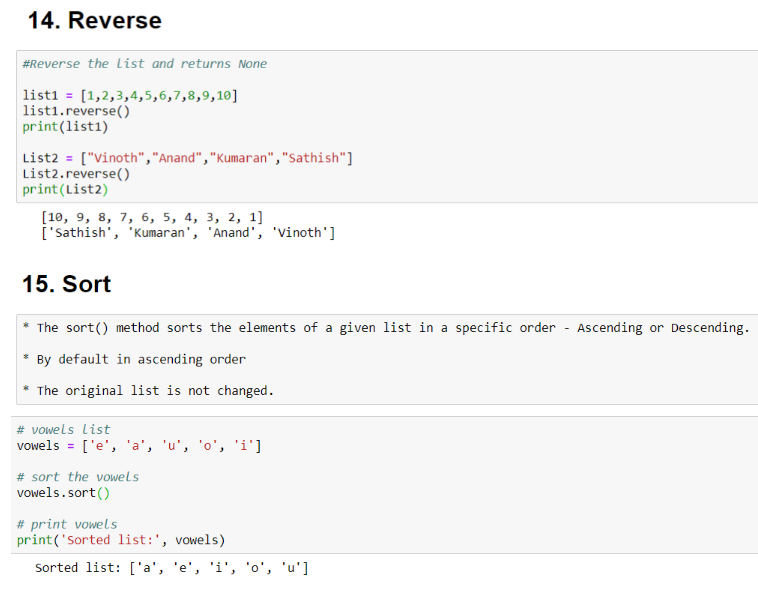 14. Reverse
#Reverse the list and returns None
list1 = [1,2,3,4,5,6,7,8,9,10]
list1.reverse()
print(list1)
List2 = ["Vinoth","Anand","Kumaran","Sathish"]
List2.reverse()
print(List2)
[10, 9, 8, 7, 6, 5, 4, 3, 2, 1]
['Sathish', 'Kumaran', 'Anand', 'Vinoth']
15. Sort
* The sort() method sorts the elements of a given list in a specific order - Ascending or Descending.
* By default in ascending order
* The original list is not changed.
# vowels list
vowels = ['e', 'a', 'u', 'o', 'i']
# sort the vowels
vowels.sort()
# print vowels
print('Sorted list:', vowels)
Sorted list: ['a', 'e', 'i', 'o', 'u']